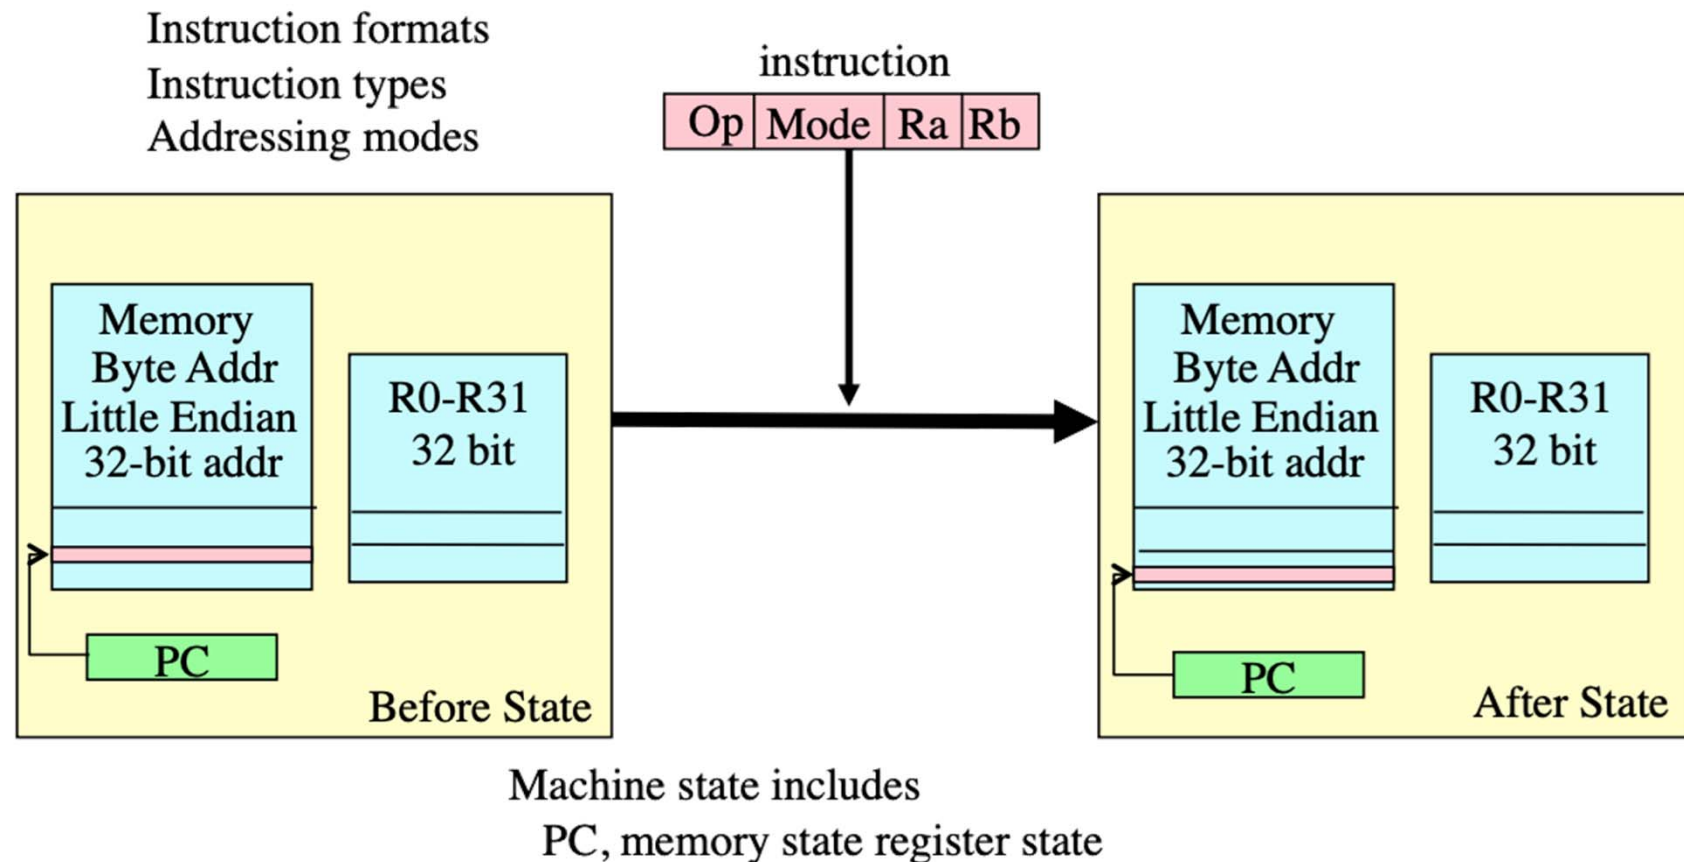 Instruction formats
Instruction types
Addressing modes
instruction
Op Mode Ra Rb
Memory
Byte Addr
Little Endian
32-bit addr
R0-R31
32 bit
PC
Before State
Memory
Byte Addr
Little Endian
32-bit addr
R0-R31
32 bit
PC
After State
Machine state includes
PC, memory state register state